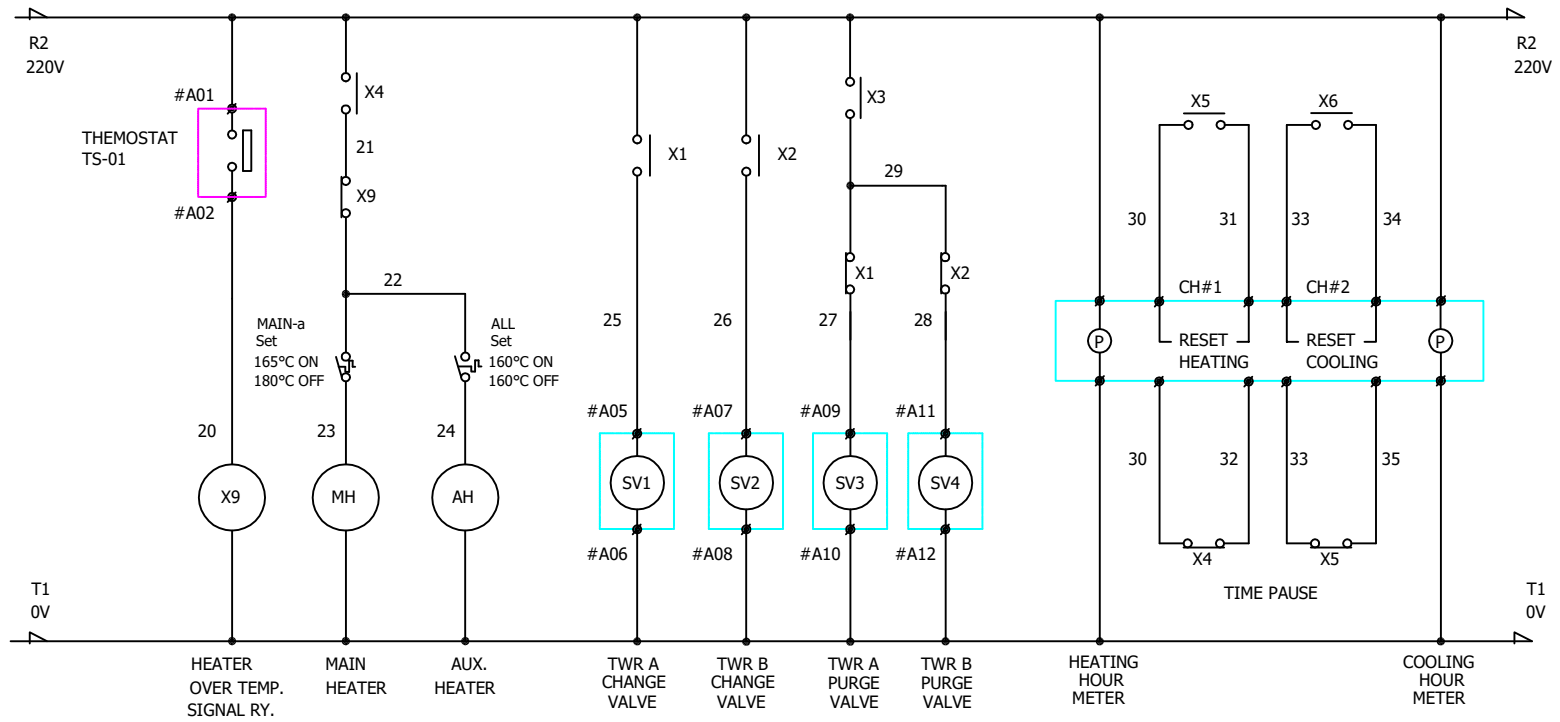 R2
220V
R2
220V
#A01
THEMOSTAT
TS-01
#A02
X4
21
X9
22
MAIN-a
Set
165°C ON
180°C OFF
ALL
Set
160°C ON
160°C OFF
20
23
24
X9
MH
AH
X1
X2
X3
29
X1
X2
25
26
27
28
#A05
#A07
#A09
#A11
SV1
SV2
SV3
SV4
#A06
#A08
#A10
#A12
X5
X6
30
31
33
34
CH#1
CH#2
P
RESET
HEATING
RESET
COOLING
P
30
32
33
35
X4
X5
TIME PAUSE
T1
0V
T1
0V
HEATER
OVER TEMP.
SIGNAL RY.
MAIN
HEATER
AUX.
HEATER
TWR A
CHANGE
VALVE
TWR B
CHANGE
VALVE
TWR A
PURGE
VALVE
TWR B
PURGE
VALVE
HEATING
HOUR
METER
COOLING
HOUR
METER